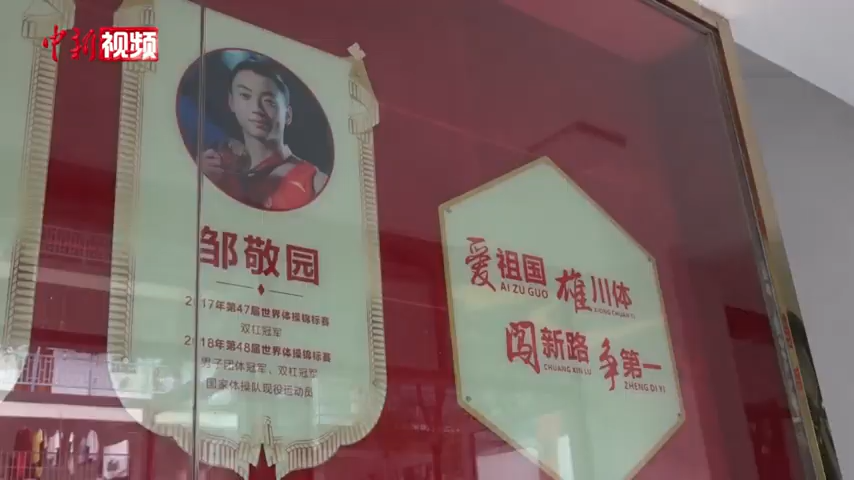 中新视频
邹敬园
2017年第47届世界体操锦标赛
双杠冠军
2018年第48届世界体操锦标赛
男子团体冠军、双杠冠军
国家体操队现役运动员
爱祖国 雄川体
AI ZU GUO XIONG CHUAN TI
闯新路 争第一
CHUANG XIN LU ZHENG DI YI